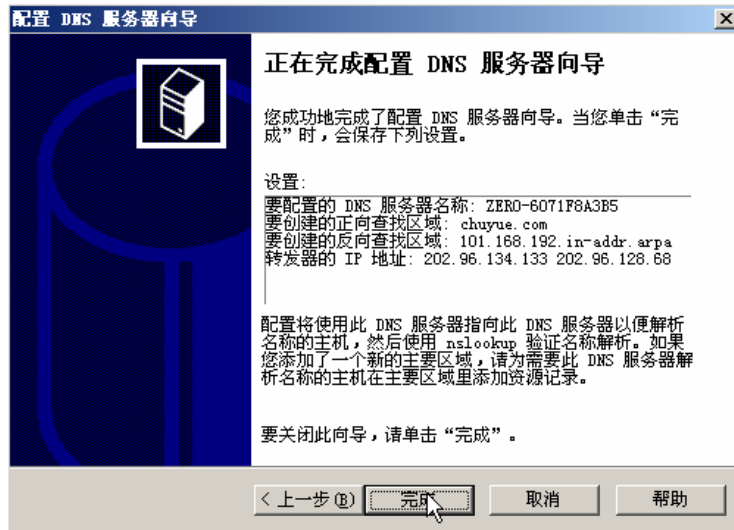 配置 DNS 服务器向导
正在完成配置 DNS 服务器向导
您成功地完成了配置 DNS 服务器向导。当您单击“完
成”时，会保存下列设置。
设置:
要配置的 DNS 服务器名称: ZERO-6071F8A3B5
要创建的正向查找区域: chuyue.com
要创建的反向查找区域: 101.168.192.in-addr.arpa
转发器的 IP 地址: 202.96.134.133 202.96.128.68
配置将使用此 DNS 服务器指向此 DNS 服务器以便解析
名称的主机，然后使用 nslookup 验证名称解析。如果
您添加了一个新的主要区域，请为需要此 DNS 服务器解
析名称的主机在主要区域里添加资源记录。
要关闭此向导，请单击“完成”。
< 上一步(B) 完成 取消 帮助